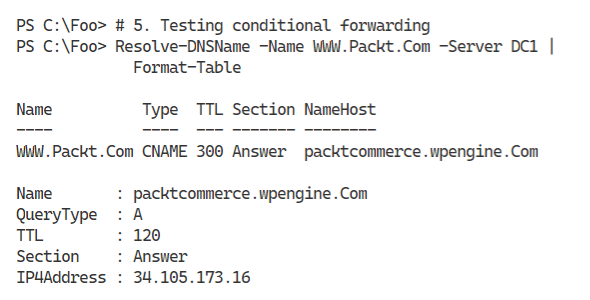 PS C:\Foo> # 5. Testing conditional forwarding
PS C:\Foo> Resolve-DNSName -Name WWW.Packt.Com -Server DC1 |
             Format-Table

Name          Type  TTL Section NameHost
----          ----  --- ------- --------
WWW.Packt.Com CNAME 300 Answer  packtcommerce.wpengine.Com

Name       : packtcommerce.wpengine.Com
QueryType  : A
TTL        : 120
Section    : Answer
IP4Address : 34.105.173.16